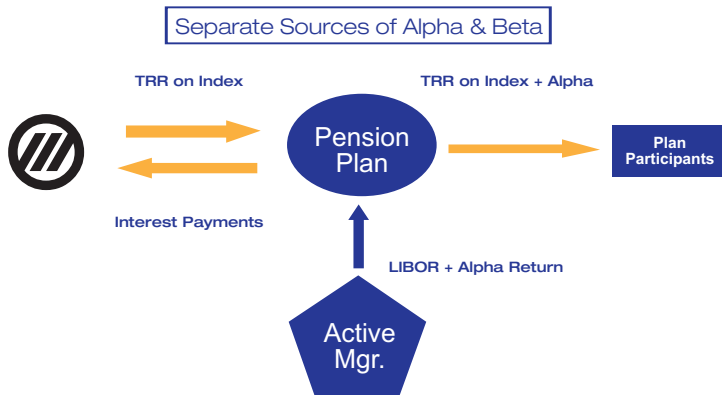 Separate Sources of Alpha & Beta
TRR on Index
TRR on Index + Alpha
Pension
Plan
Plan
Participants
Interest Payments
LIBOR + Alpha Return
Active
Mgr.